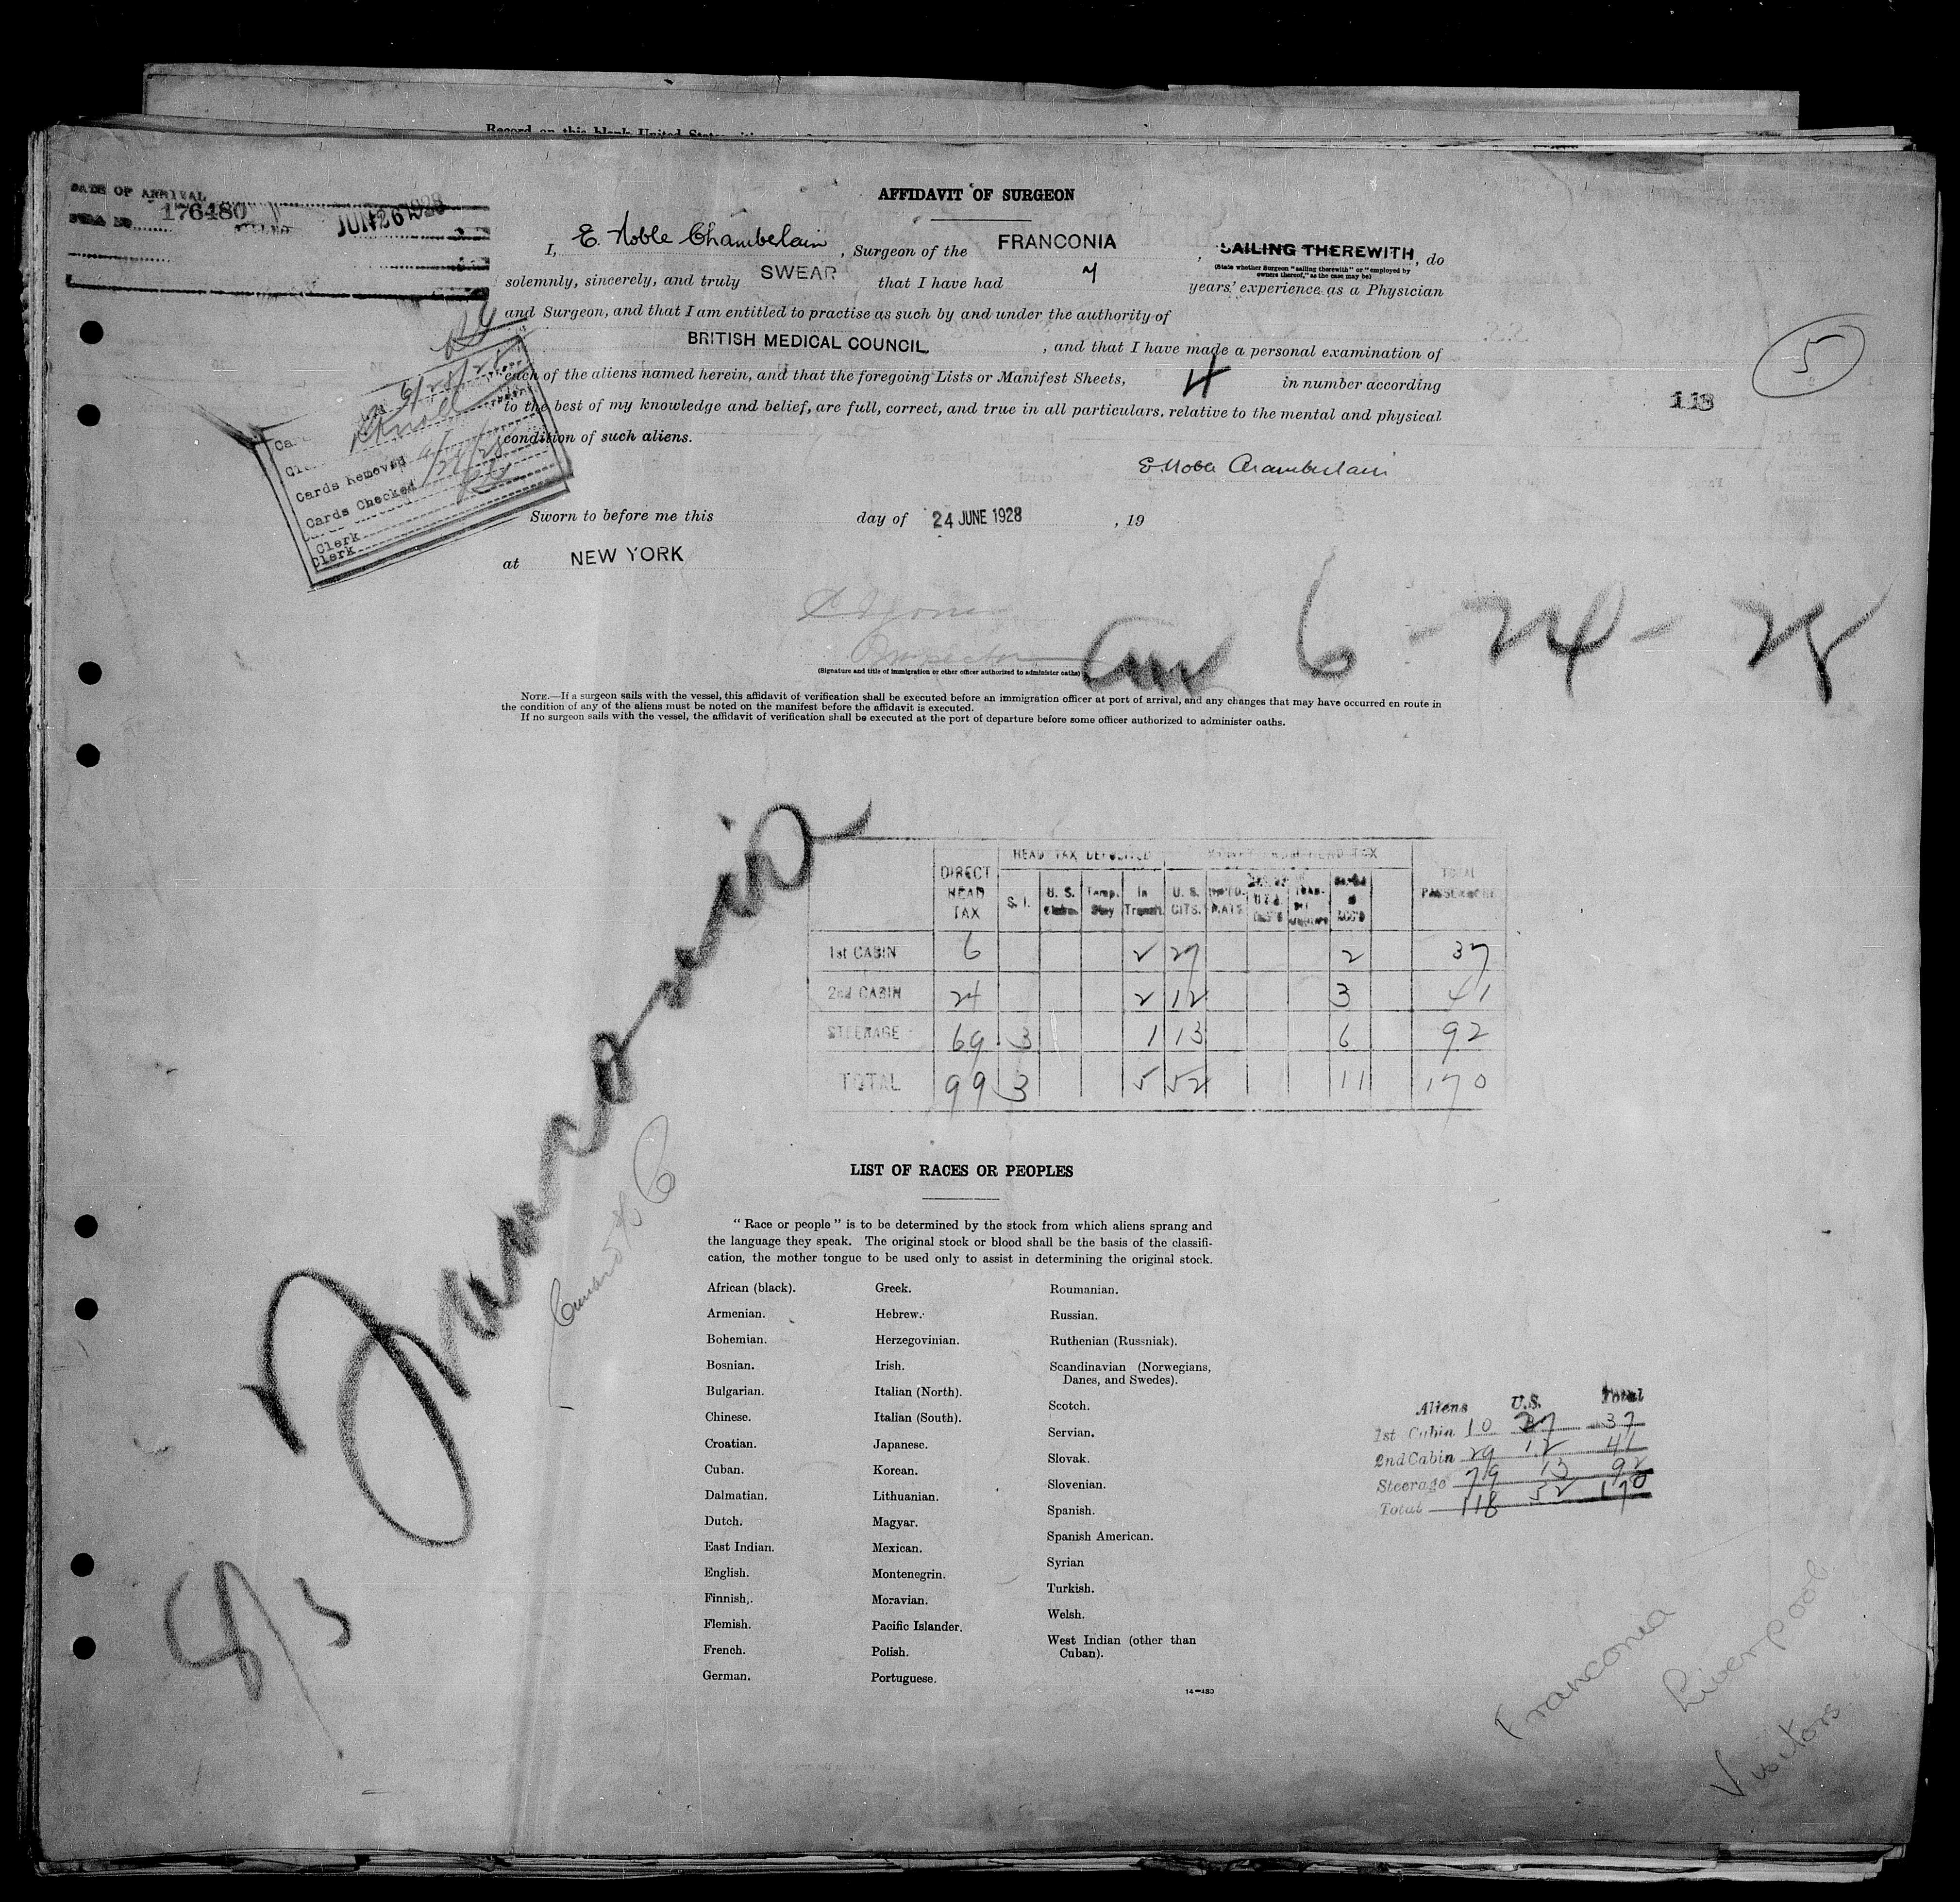 Record on this blank United States
DATE OF ARRIVAL
176480
JUN 26 1928
AFFIDAVIT OF SURGEON
I, E. Noble Chamberlain, Surgeon of the FRANCONIA, SAILING THEREWITH, do
(State whether Surgeon "sailing therewith" or "employed by
owners thereof," as the case may be)
solemnly, sincerely, and truly SWEAR that I have had 7 years' experience as a Physician
and Surgeon, and that I am entitled to practise as such by and under the authority of
BRITISH MEDICAL COUNCIL, and that I have made a personal examination of
each of the aliens named herein, and that the foregoing Lists or Manifest Sheets, 4 in number according
to the best of my knowledge and belief, are full, correct, and true in all particulars, relative to the mental and physical
condition of such aliens.
E Noble Chamberlain
5
118
Cards Removed
Cards Checked
Clerk
Clerk
Sworn to before me this day of 24 JUNE 1928, 19
at NEW YORK
Inspector
(Signature and title of immigration or other officer authorized to administer oaths)
Arr 6 - 24 - 28
NOTE.—If a surgeon sails with the vessel, this affidavit of verification shall be executed before an immigration officer at port of arrival, and any changes that may have occurred en route in
the condition of any of the aliens must be noted on the manifest before the affidavit is executed.
If no surgeon sails with the vessel, the affidavit of verification shall be executed at the port of departure before some officer authorized to administer oaths.
Franconia
DIRECT HEAD TAX HEAD TAX DEPOSITED HEAD TAX TOTAL PASSENGERS
S. I. U. S. Temp. Stay In Transit U. S. CITS.
1st CABIN 6 2 27 2 37
2nd CABIN 24 2 12 3 41
STEERAGE 69 3 1 13 6 92
TOTAL 99 3 5 52 11 170
LIST OF RACES OR PEOPLES
"Race or people" is to be determined by the stock from which aliens sprang and
the language they speak. The original stock or blood shall be the basis of the classifi-
cation, the mother tongue to be used only to assist in determining the original stock.
African (black).
Armenian.
Bohemian.
Bosnian.
Bulgarian.
Chinese.
Croatian.
Cuban.
Dalmatian.
Dutch.
East Indian.
English.
Finnish.
Flemish.
French.
German.
Greek.
Hebrew.
Herzegovinian.
Irish.
Italian (North).
Italian (South).
Japanese.
Korean.
Lithuanian.
Magyar.
Mexican.
Montenegrin.
Moravian.
Pacific Islander.
Polish.
Portuguese.
Roumanian.
Russian.
Ruthenian (Russniak).
Scandinavian (Norwegians,
Danes, and Swedes).
Scotch.
Servian.
Slovak.
Slovenian.
Spanish.
Spanish American.
Syrian
Turkish.
Welsh.
West Indian (other than
Cuban).
14—480
Aliens U.S. Total
1st Cabin 10 27 37
2nd Cabin 29 12 41
Steerage 79 13 92
Total 118 52 170
Franconia
Liverpool
Visitors